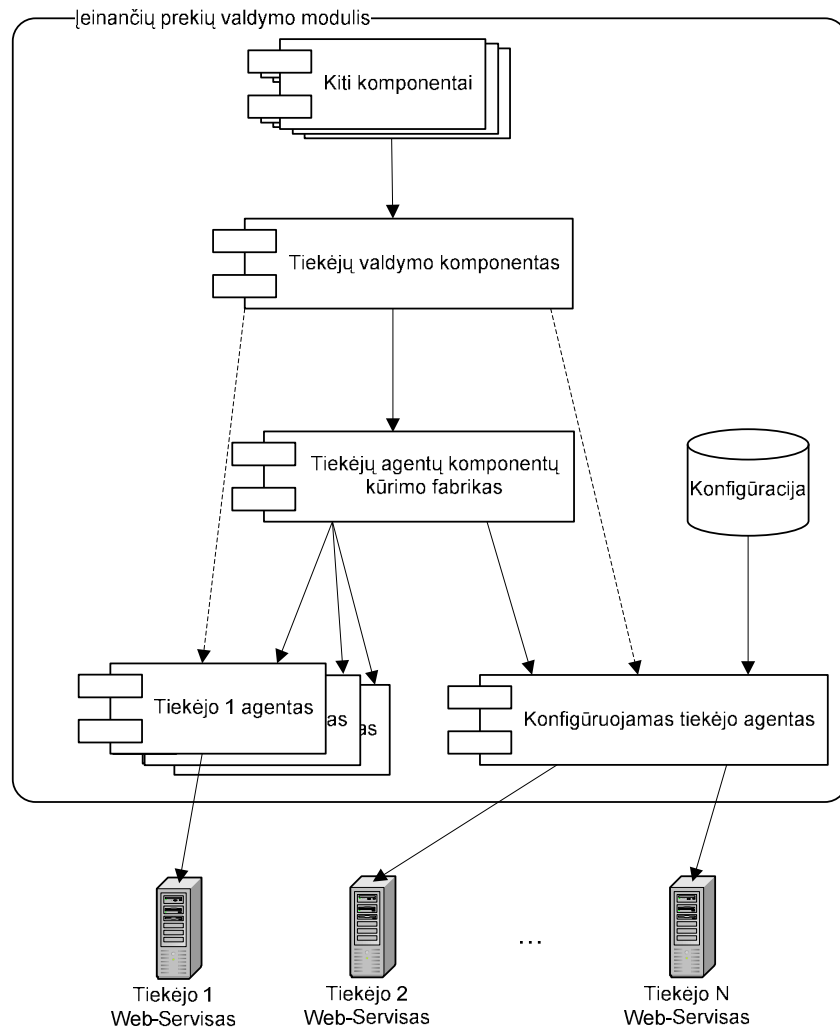 Įeinančių prekių valdymo modulis
Kiti komponentai
Tiekėjų valdymo komponentas
Tiekėjų agentų komponentų
kūrimo fabrikas
Konfigūracija
Tiekėjo 1 agentas
as
as
Konfigūruojamas tiekėjo agentas
...
Tiekėjo 1
Web-Servisas
Tiekėjo 2
Web-Servisas
Tiekėjo N
Web-Servisas